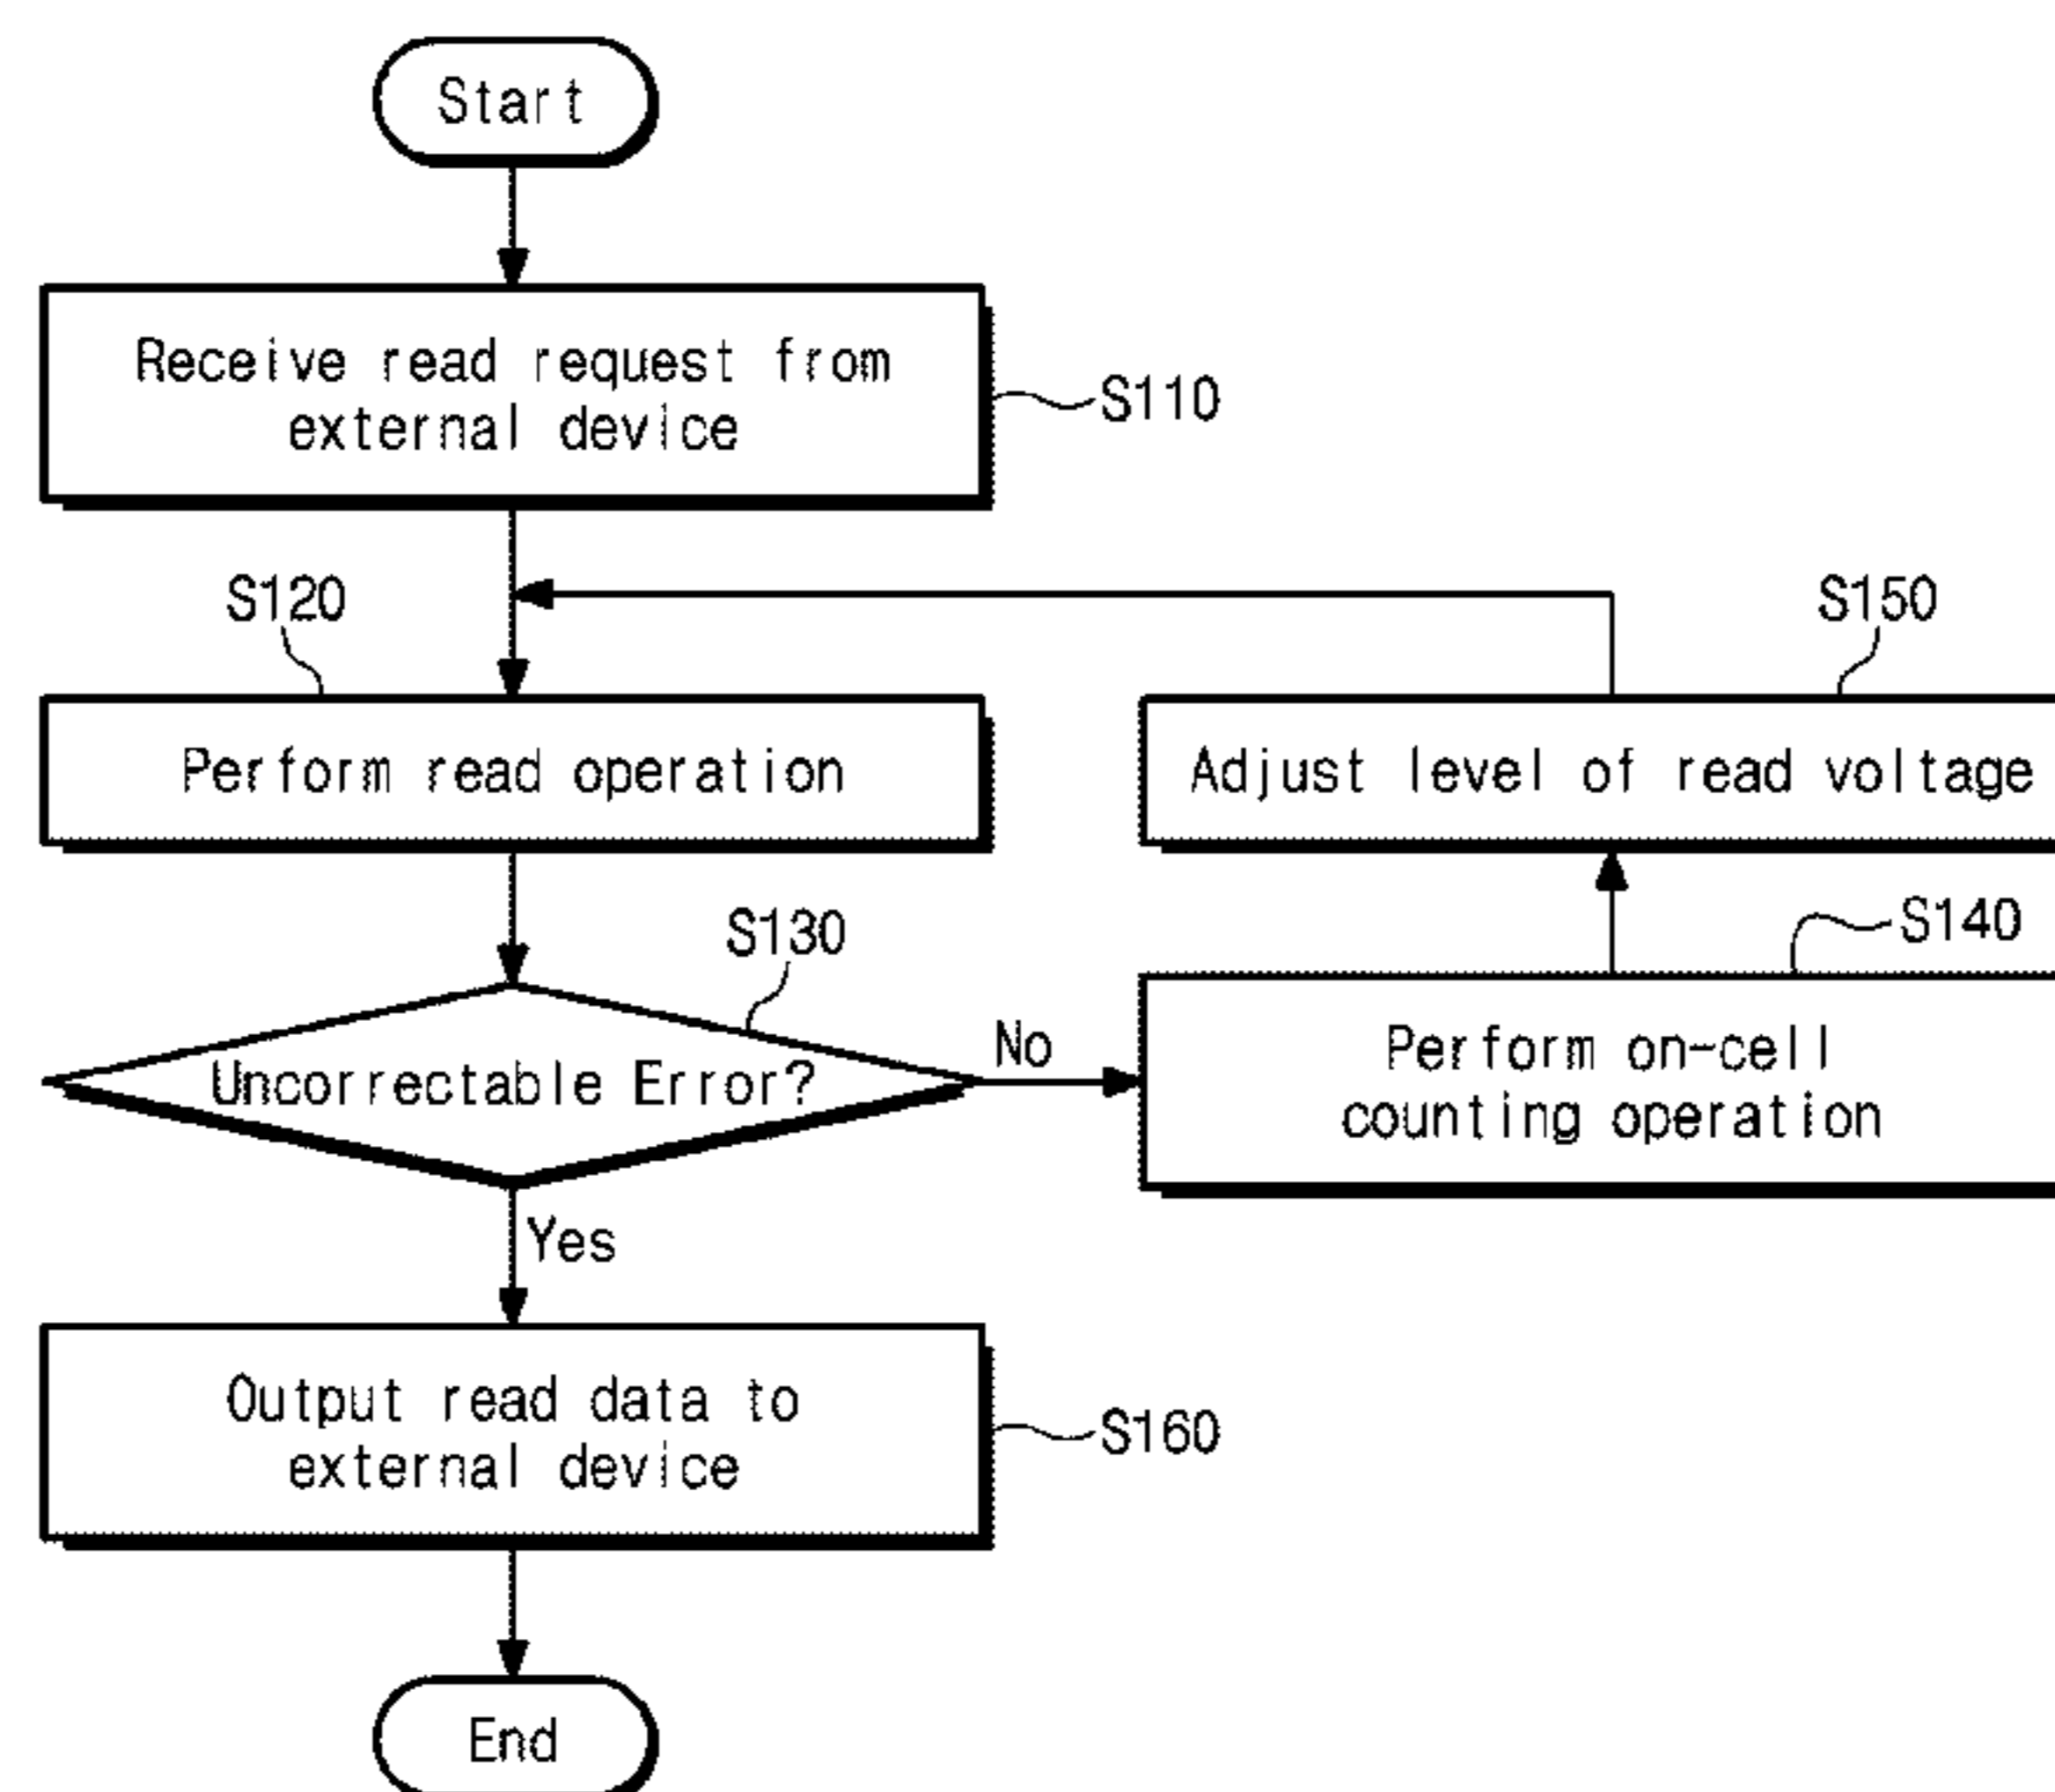 Start
Receive read request from
external device
S110
S120
S150
Perform read operation
Adjust level of read voltage
S130
S140
Uncorrectable Error?
No
Perform on-cell
counting operation
Yes
Output read data to
external device
S160
End